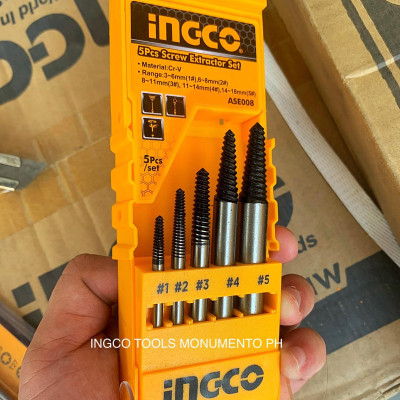 INGCO
5Pcs Screw Extractor Set
• Material:Cr-V
• Range:3-6mm(1#),6-8mm(2#)
8-11mm(3#), 11-14mm(4#),14-18mm(5#)
ASE008
5Pcs
/set
#1 #2 #3 #4 #5
INGCO TOOLS MONUMENTO PH
INGCO